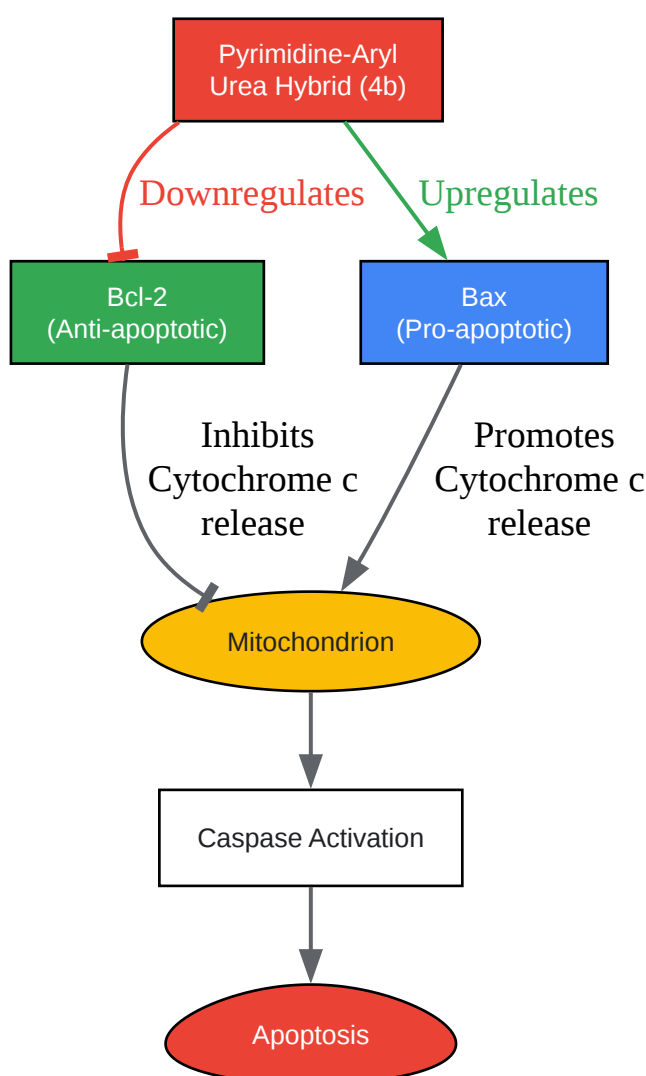 Pyrimidine-Aryl
Urea Hybrid (4b)
Downregulates
Upregulates
Bcl-2
(Anti-apoptotic)
Bax
(Pro-apoptotic)
Inhibits
Cytochrome c
release
Promotes
Cytochrome c
release
Mitochondrion
Caspase Activation
Apoptosis